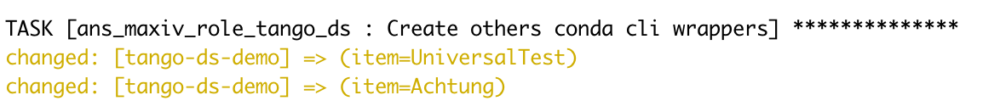 TASK [ans_maxiv_role_tango_ds : Create others conda cli wrappers] **************
changed: [tango-ds-demo] => (item=UniversalTest)
changed: [tango-ds-demo] => (item=Achtung)